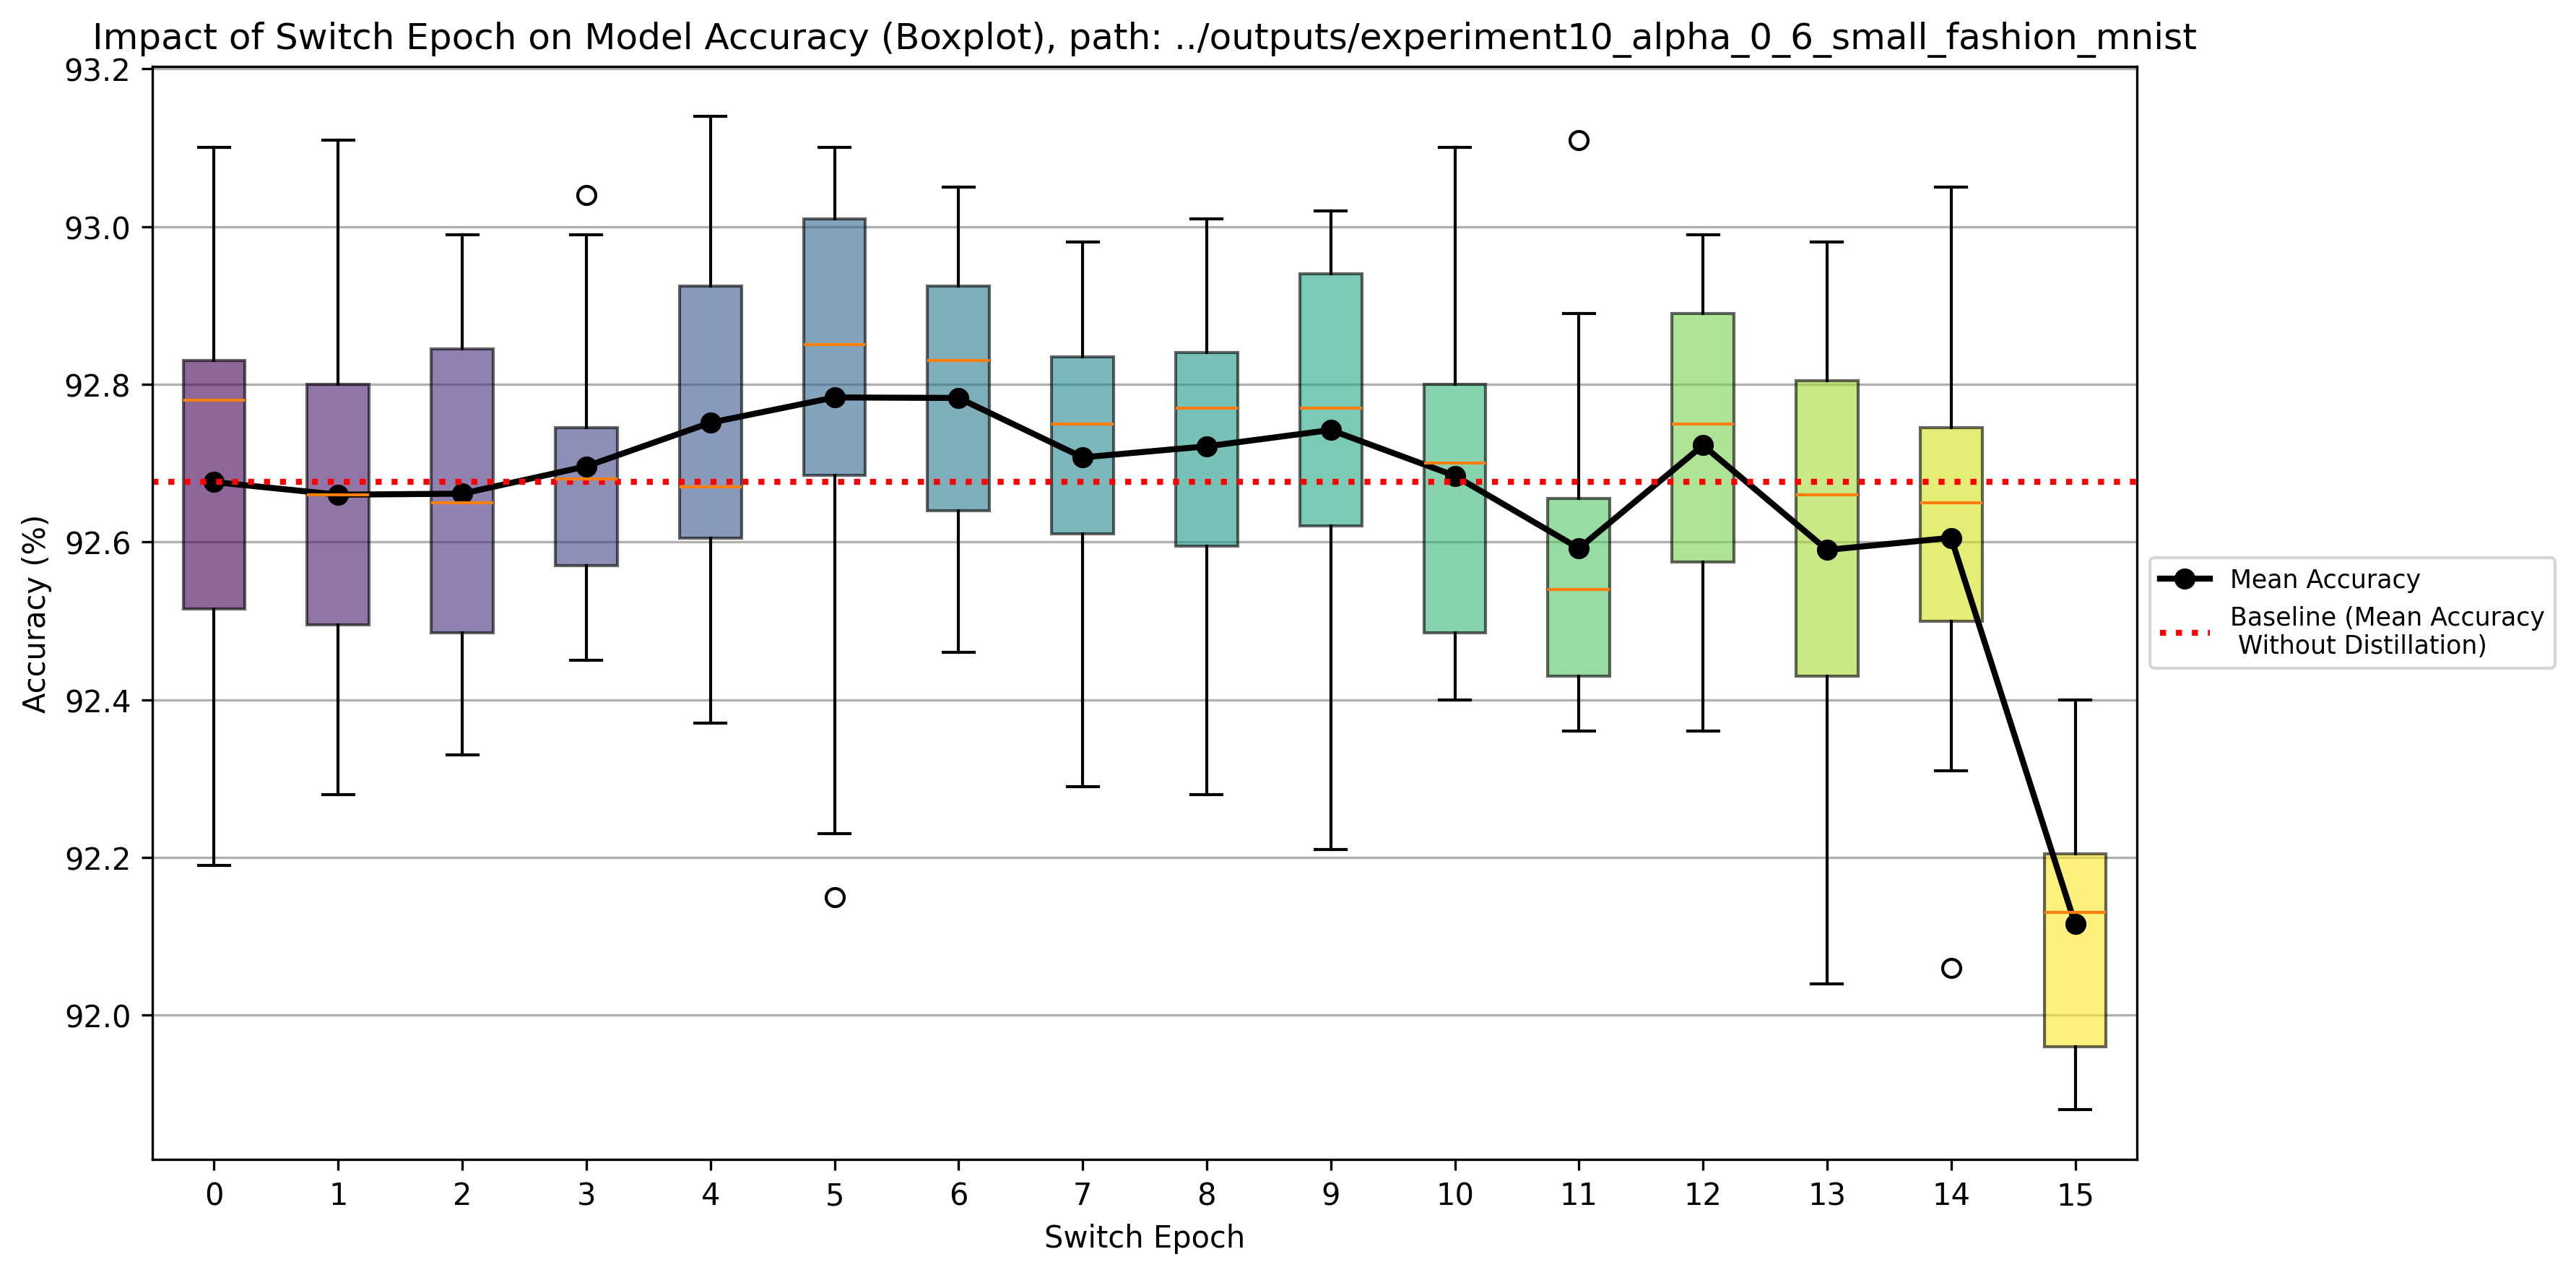 Impact of Switch Epoch on Model Accuracy (Boxplot), path: ../outputs/experiment10_alpha_0_6_small_fashion_mnist
93.2
93.0
92.8
92.6
92.4
92.2
92.0
Accuracy (%)
0 1 2 3 4 5 6 7 8 9 10 11 12 13 14 15
Switch Epoch
Mean Accuracy
Baseline (Mean Accuracy
Without Distillation)